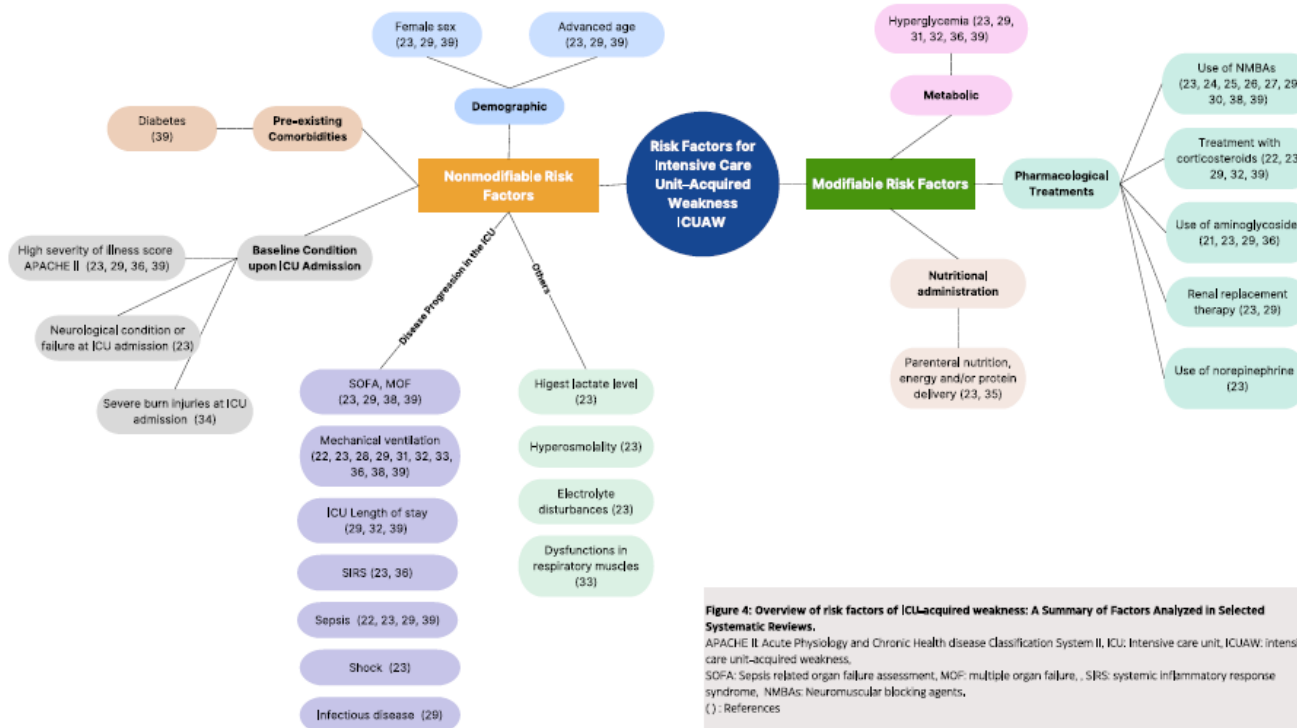 Female sex
(23, 29, 39)
Advanced age
(23, 29, 39)
Demographic
Diabetes
(39)
Pre-existing
Comorbidities
Nonmodifiable Risk
Factors
High severity of illness score
APACHE II (23, 29, 36, 39)
Baseline Condition
upon ICU Admission
Neurological condition or
failure at ICU admission (23)
Severe burn injuries at ICU
admission (34)
Disease Progression in the ICU
Others
SOFA, MOF
(23, 29, 38, 39)
Mechanical ventilation
(22, 23, 28, 29, 31, 32, 33,
36, 38, 39)
ICU Length of stay
(29, 32, 39)
SIRS (23, 36)
Sepsis (22, 23, 29, 39)
Shock (23)
Infectious disease (29)
Higest lactate level
(23)
Hyperosmolality (23)
Electrolyte
disturbances (23)
Dysfunctions in
respiratory muscles
(33)
Risk Factors for
Intensive Care
Unit-Acquired
Weakness
ICUAW
Hyperglycemia (23, 29,
31, 32, 36, 39)
Metabolic
Modifiable Risk Factors
Pharmacological
Treatments
Use of NMBAs
(23, 24, 25, 26, 27, 29
30, 38, 39)
Treatment with
corticosteroids (22, 23
29, 32, 39)
Use of aminoglycoside
(21, 23, 29, 36)
Renal replacement
therapy (23, 29)
Use of norepinephrine
(23)
Nutritional
administration
Parenteral nutrition,
energy and/or protein
delivery (23, 35)
Figure 4: Overview of risk factors of ICU-acquired weakness: A Summary of Factors Analyzed in Selected
Systematic Reviews.
APACHE II: Acute Physiology and Chronic Health disease Classification System II, ICU: Intensive care unit, ICUAW: intensi
care unit-acquired weakness,
SOFA: Sepsis related organ failure assessment, MOF: multiple organ failure, , SIRS: systemic inflammatory response
syndrome, NMBAs: Neuromuscular blocking agents.
( ) : References